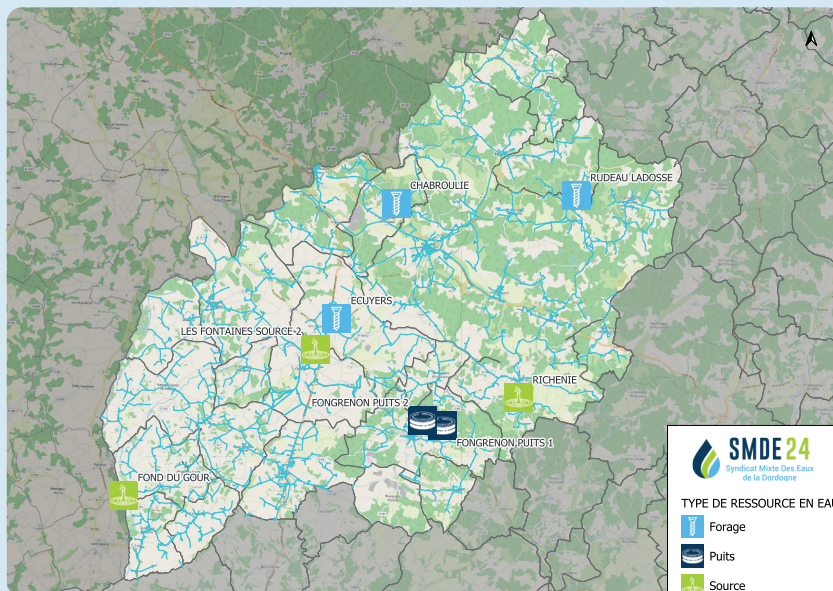 CHABROULIE
RUDEAU LADOSSE
ECUYERS
LES FONTAINES SOURCE 2
RICHENIE
FONGRENON PUITS 2
FONGRENON PUITS 1
FOND DU GOUR
SMDE 24
Syndicat Mixte Des Eaux
de la Dordogne
TYPE DE RESSOURCE EN EAU
Forage
Puits
Source